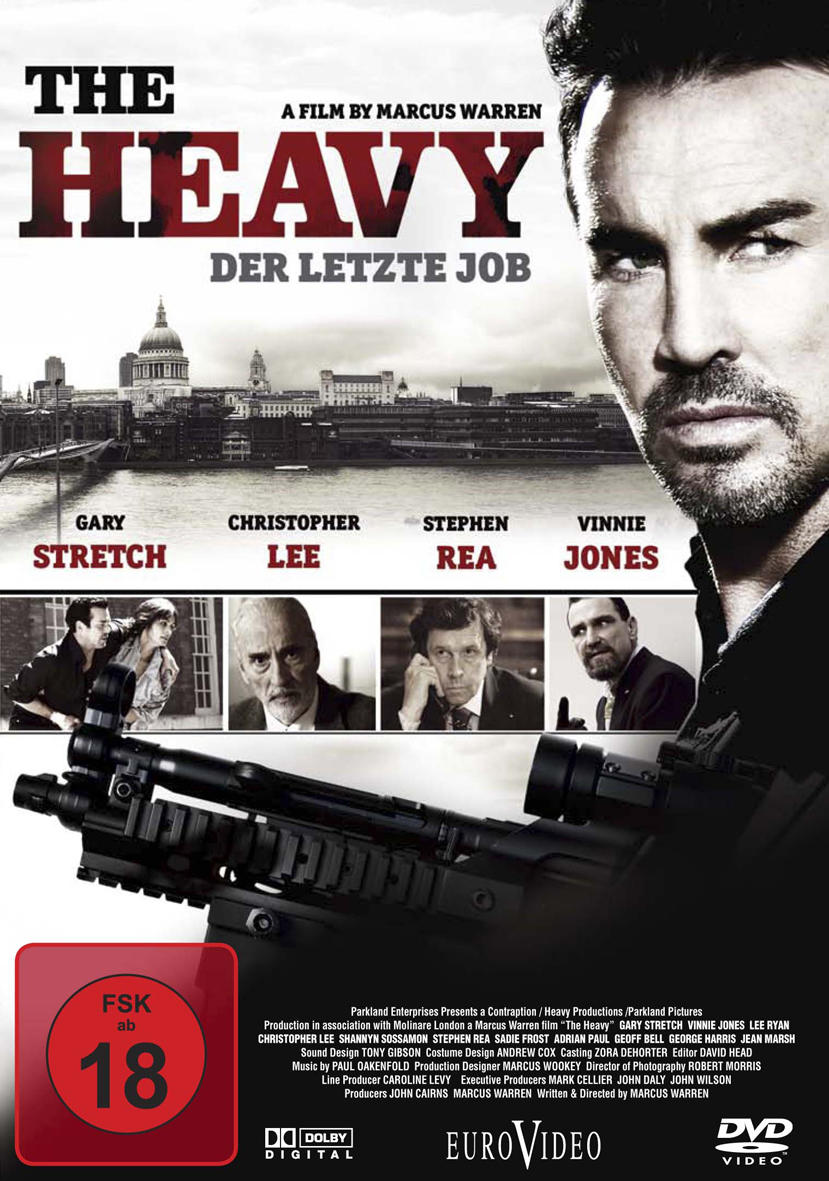 THE
A FILM BY MARCUS WARREN
HEAVY
DER LETZTE JOB
GARY CHRISTOPHER STEPHEN VINNIE
STRETCH LEE REA JONES
FSK
ab
18
Parkland Enterprises Presents a Contraption / Heavy Productions /Parkland Pictures
Production in association with Molinare London a Marcus Warren film “The Heavy” GARY STRETCH VINNIE JONES LEE RYAN
CHRISTOPHER LEE SHANNYN SOSSAMON STEPHEN REA SADIE FROST ADRIAN PAUL GEOFF BELL GEORGE HARRIS JEAN MARSH
Sound Design TONY GIBSON Costume Design ANDREW COX Casting ZORA DEHORTER Editor DAVID HEAD
Music by PAUL OAKENFOLD Production Designer MARCUS WOOKEY Director of Photography ROBERT MORRIS
Line Producer CAROLINE LEVY Executive Producers MARK CELLIER JOHN DALY JOHN WILSON
Producers JOHN CAIRNS MARCUS WARREN Written & Directed by MARCUS WARREN
DOLBY
DIGITAL
EUROVIDEO
DVD
VIDEO™